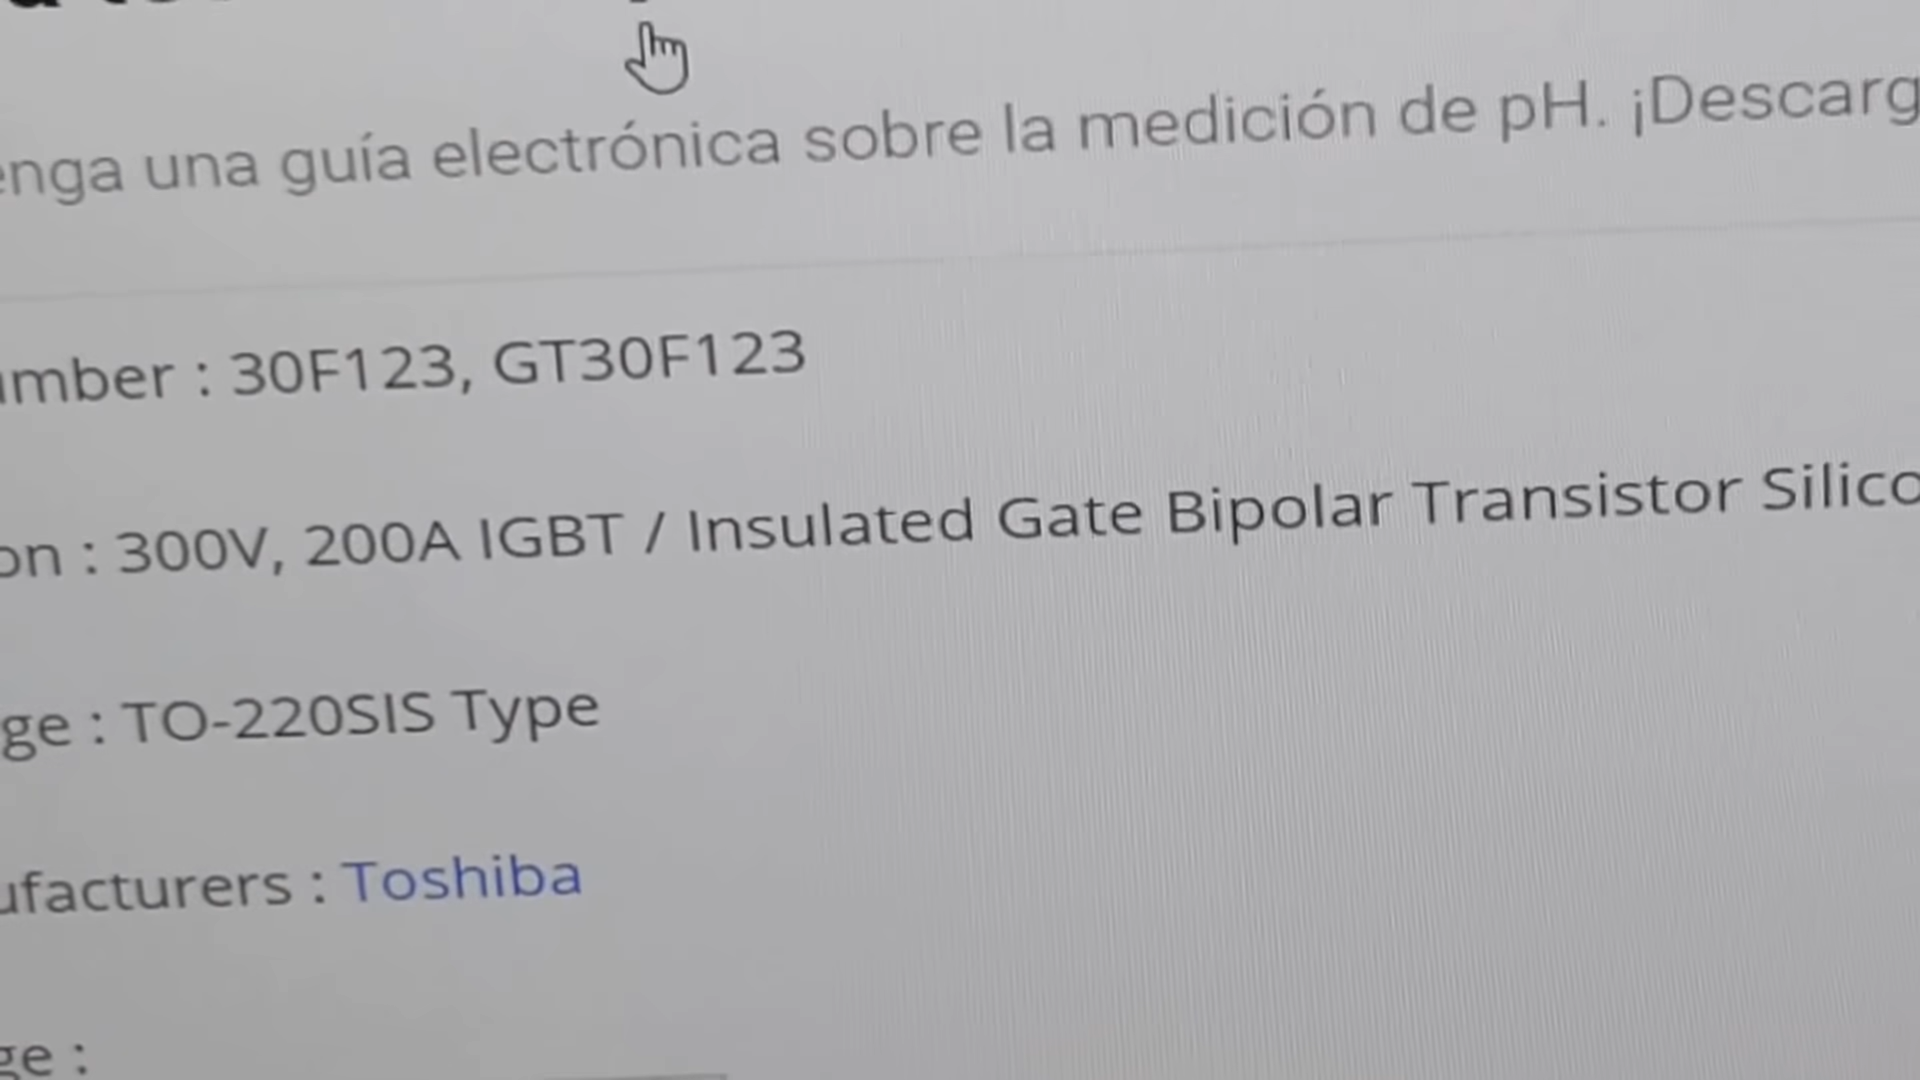 enga una guía electrónica sobre la medición de pH. ¡Descarg
umber : 30F123, GT30F123
on : 300V, 200A IGBT / Insulated Gate Bipolar Transistor Silico
ge : TO-220SIS Type
ufacturers : Toshiba
ge :